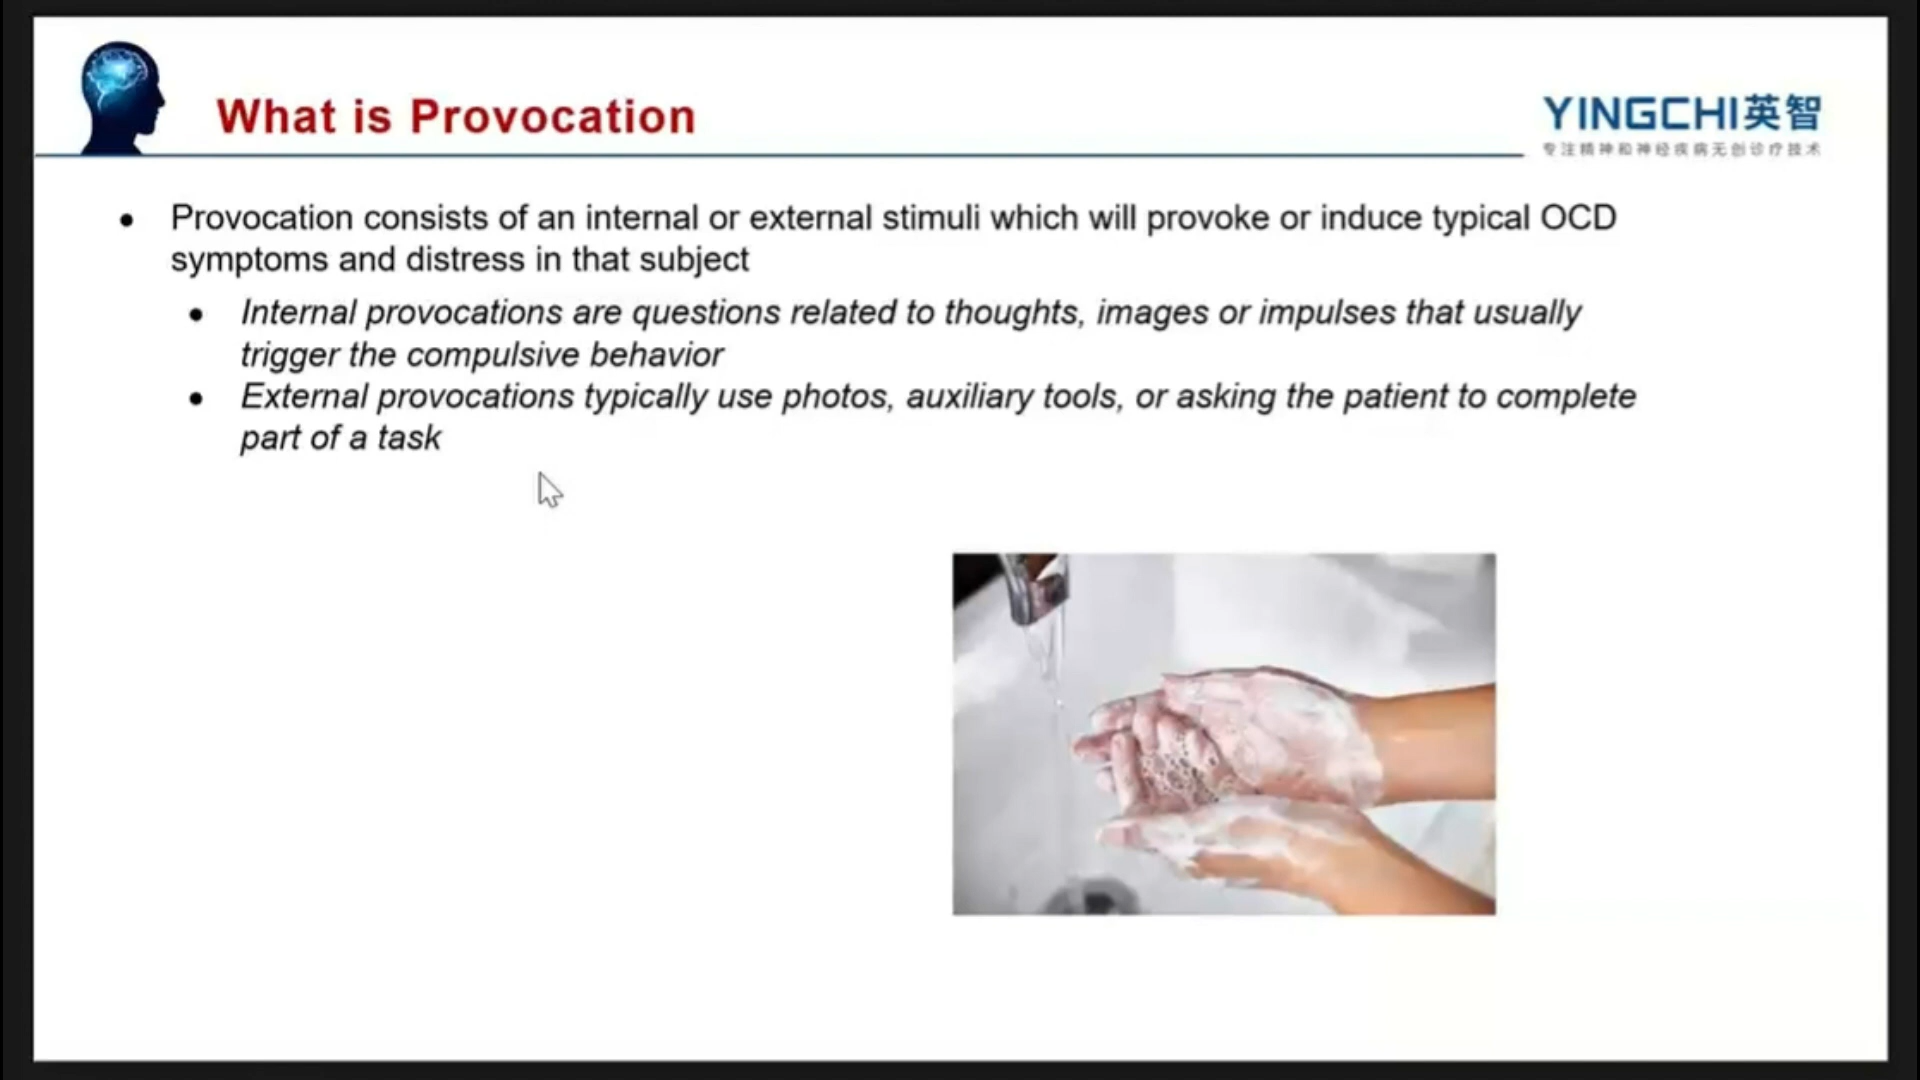 What is Provocation
YINGCHI英智
专注精神和神经疾病无创诊疗技术
Provocation consists of an internal or external stimuli which will provoke or induce typical OCD
symptoms and distress in that subject
Internal provocations are questions related to thoughts, images or impulses that usually
trigger the compulsive behavior
External provocations typically use photos, auxiliary tools, or asking the patient to complete
part of a task